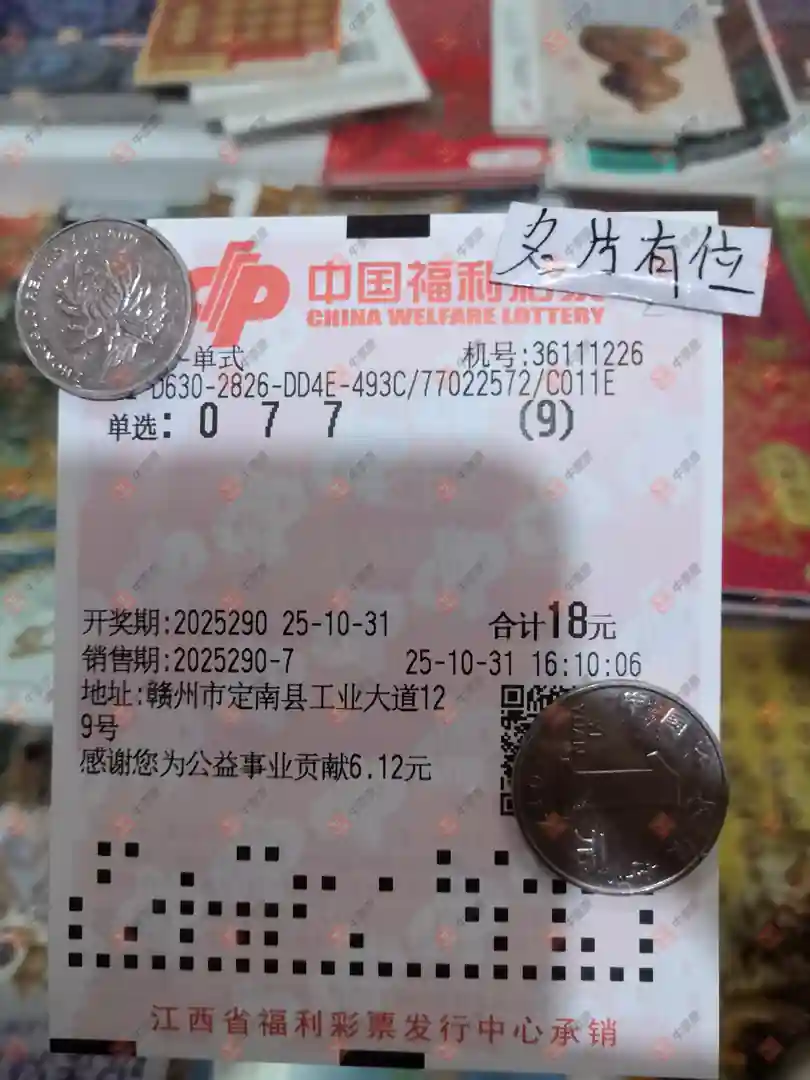 名片有位
中国福利
CHINA WELFARE LOTTERY
单式
机号:36111226
D630-2826-DD4E-493C/77022572/C011E
单选: 0 7 7 (9)
开奖期:2025290 25-10-31 合计18元
销售期:2025290-7 25-10-31 16:10:06
地址:赣州市定南县工业大道12
9号
感谢您为公益事业贡献6.12元
1
元
江西省福利彩票发行中心承销